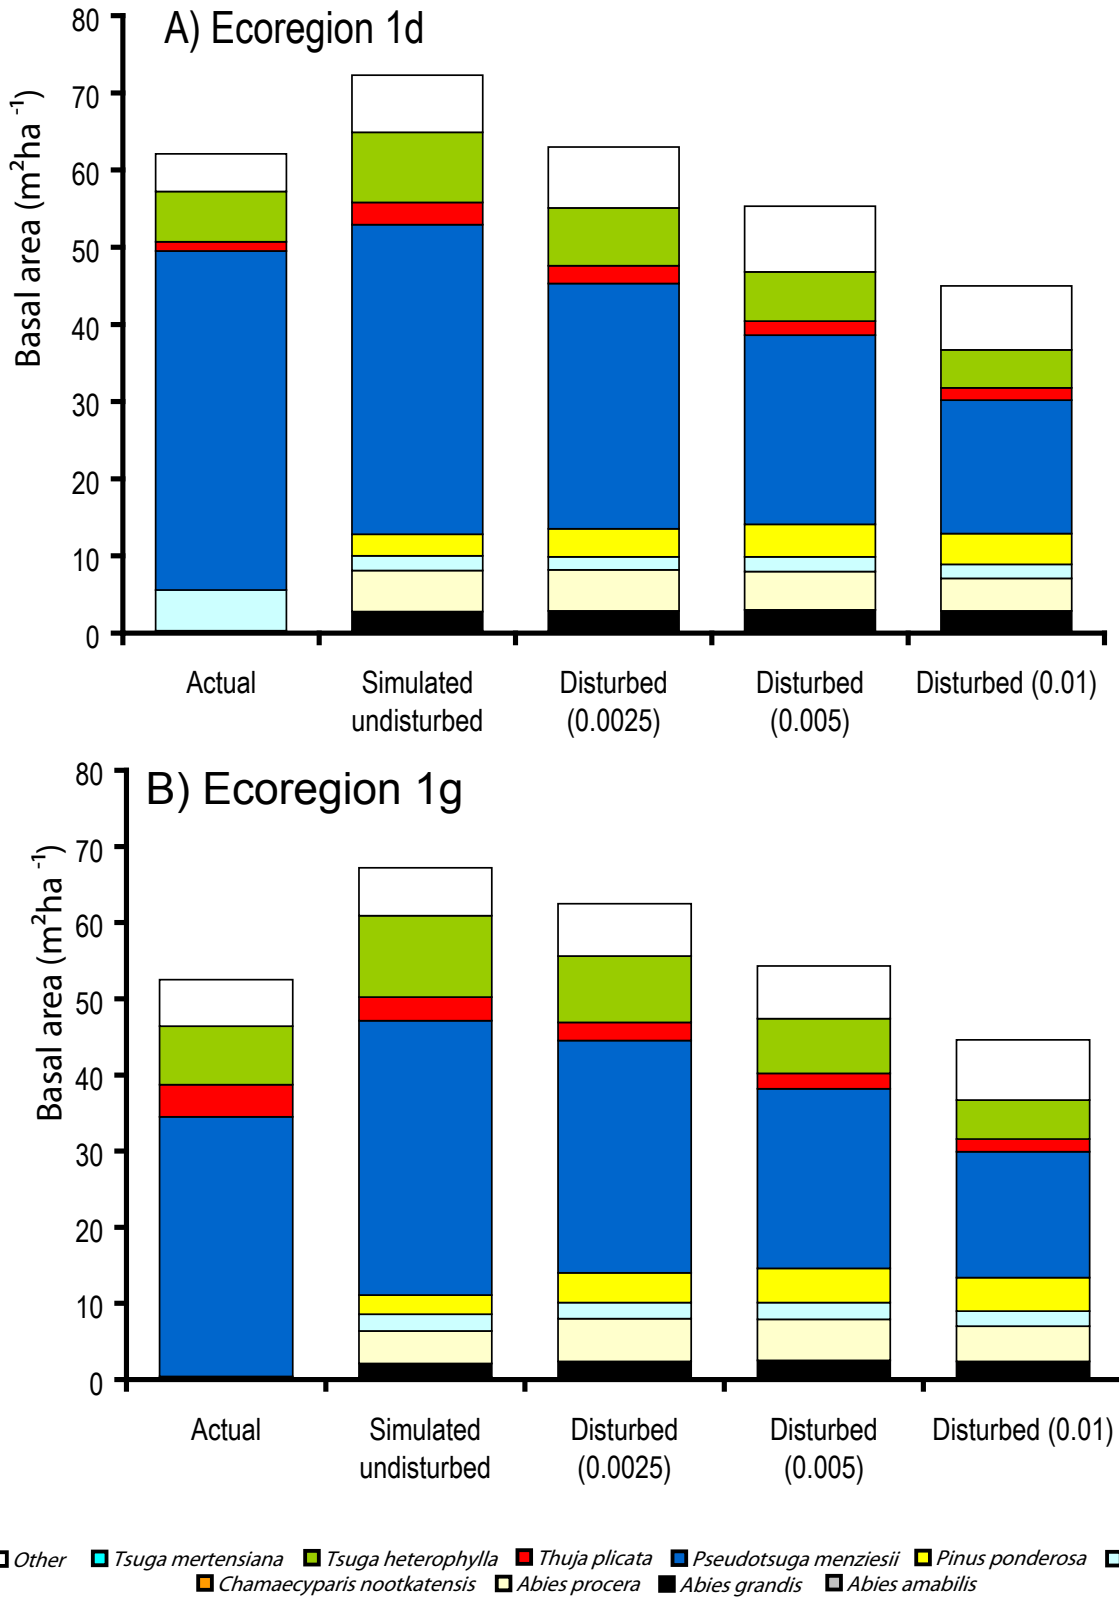 A) Ecoregion 1d
Basal area (m²ha⁻¹)
80
70
60
50
40
30
20
10
0
Actual
Simulated undisturbed
Disturbed (0.0025)
Disturbed (0.005)
Disturbed (0.01)
B) Ecoregion 1g
Basal area (m²ha⁻¹)
80
70
60
50
40
30
20
10
0
Actual
Simulated undisturbed
Disturbed (0.0025)
Disturbed (0.005)
Disturbed (0.01)
Other Tsuga mertensiana Tsuga heterophylla Thuja plicata Pseudotsuga menziesii Pinus ponderosa
Chamaecyparis nootkatensis Abies procera Abies grandis Abies amabilis